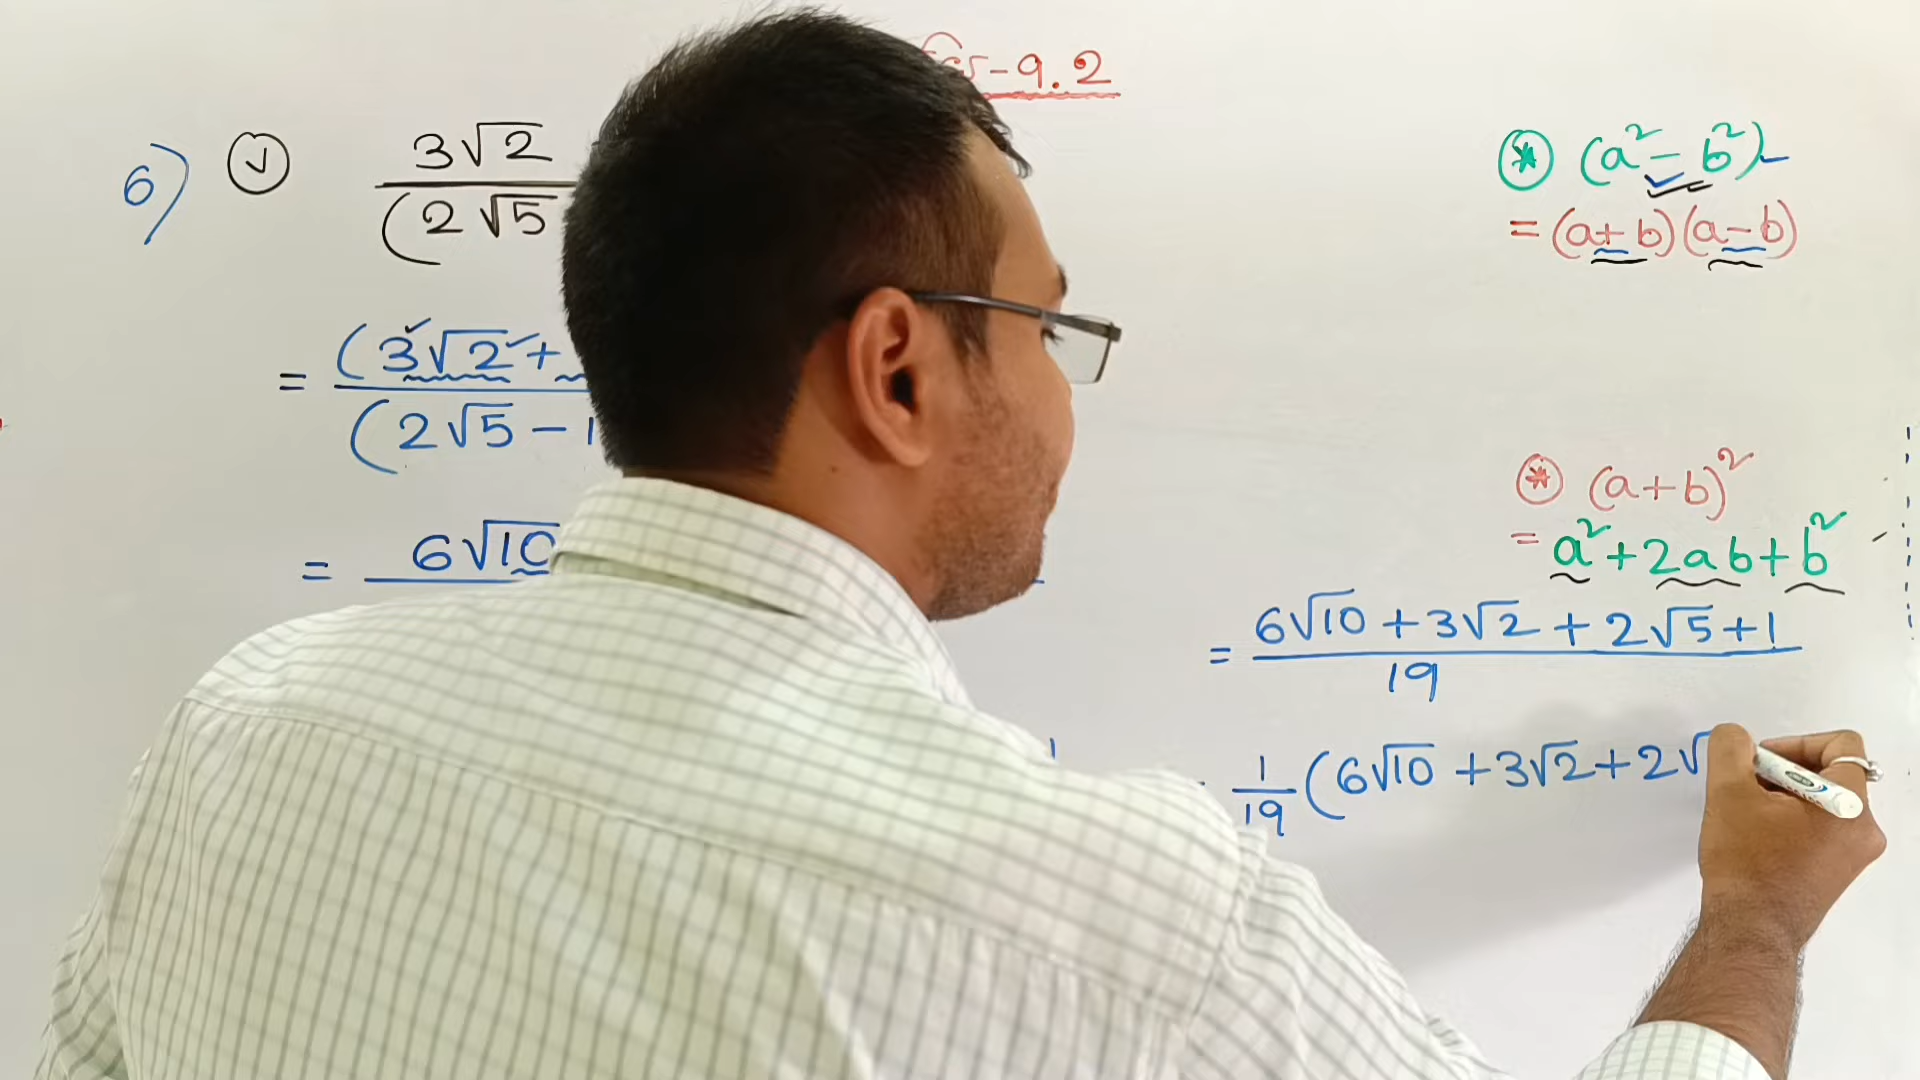 - 9.2
6) (v) 3√2
(2√5
= (3√2 +
(2√5 - 1
= 6√10
(*) (a² - b²)
= (a+b)(a-b)
(*) (a+b)²
= a² + 2ab + b²
= 6√10 + 3√2 + 2√5 + 1
19
1/19 (6√10 + 3√2 + 2√